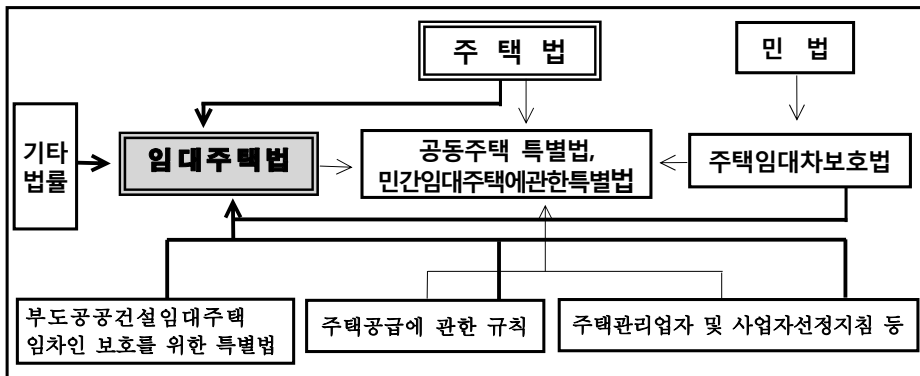 주 택 법
민 법
기타
법률
임대주택법
공동주택 특별법,
민간임대주택에관한특별법
주택임대차보호법
부도공공건설임대주택
임차인 보호를 위한 특별법
주택공급에 관한 규칙
주택관리업자 및 사업자선정지침 등